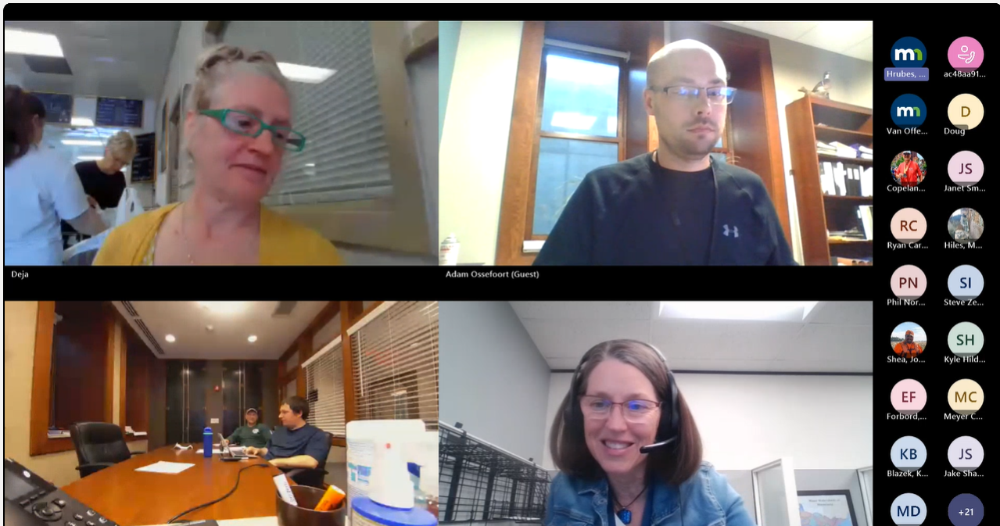 Deja
Adam Ossefoort (Guest)
mn
Hrubes, ...
ac48aa91...
mn
Van Offe...
D
Doug
Copelan...
JS
Janet Sm...
RC
Ryan Car...
Hiles, M...
PN
Phil Nor...
SI
Steve Ze...
Shea, Jo...
SH
Kyle Hild...
EF
Forbord,...
MC
Meyer C...
KB
Blazek, K...
JS
Jake Sha...
MD
+21